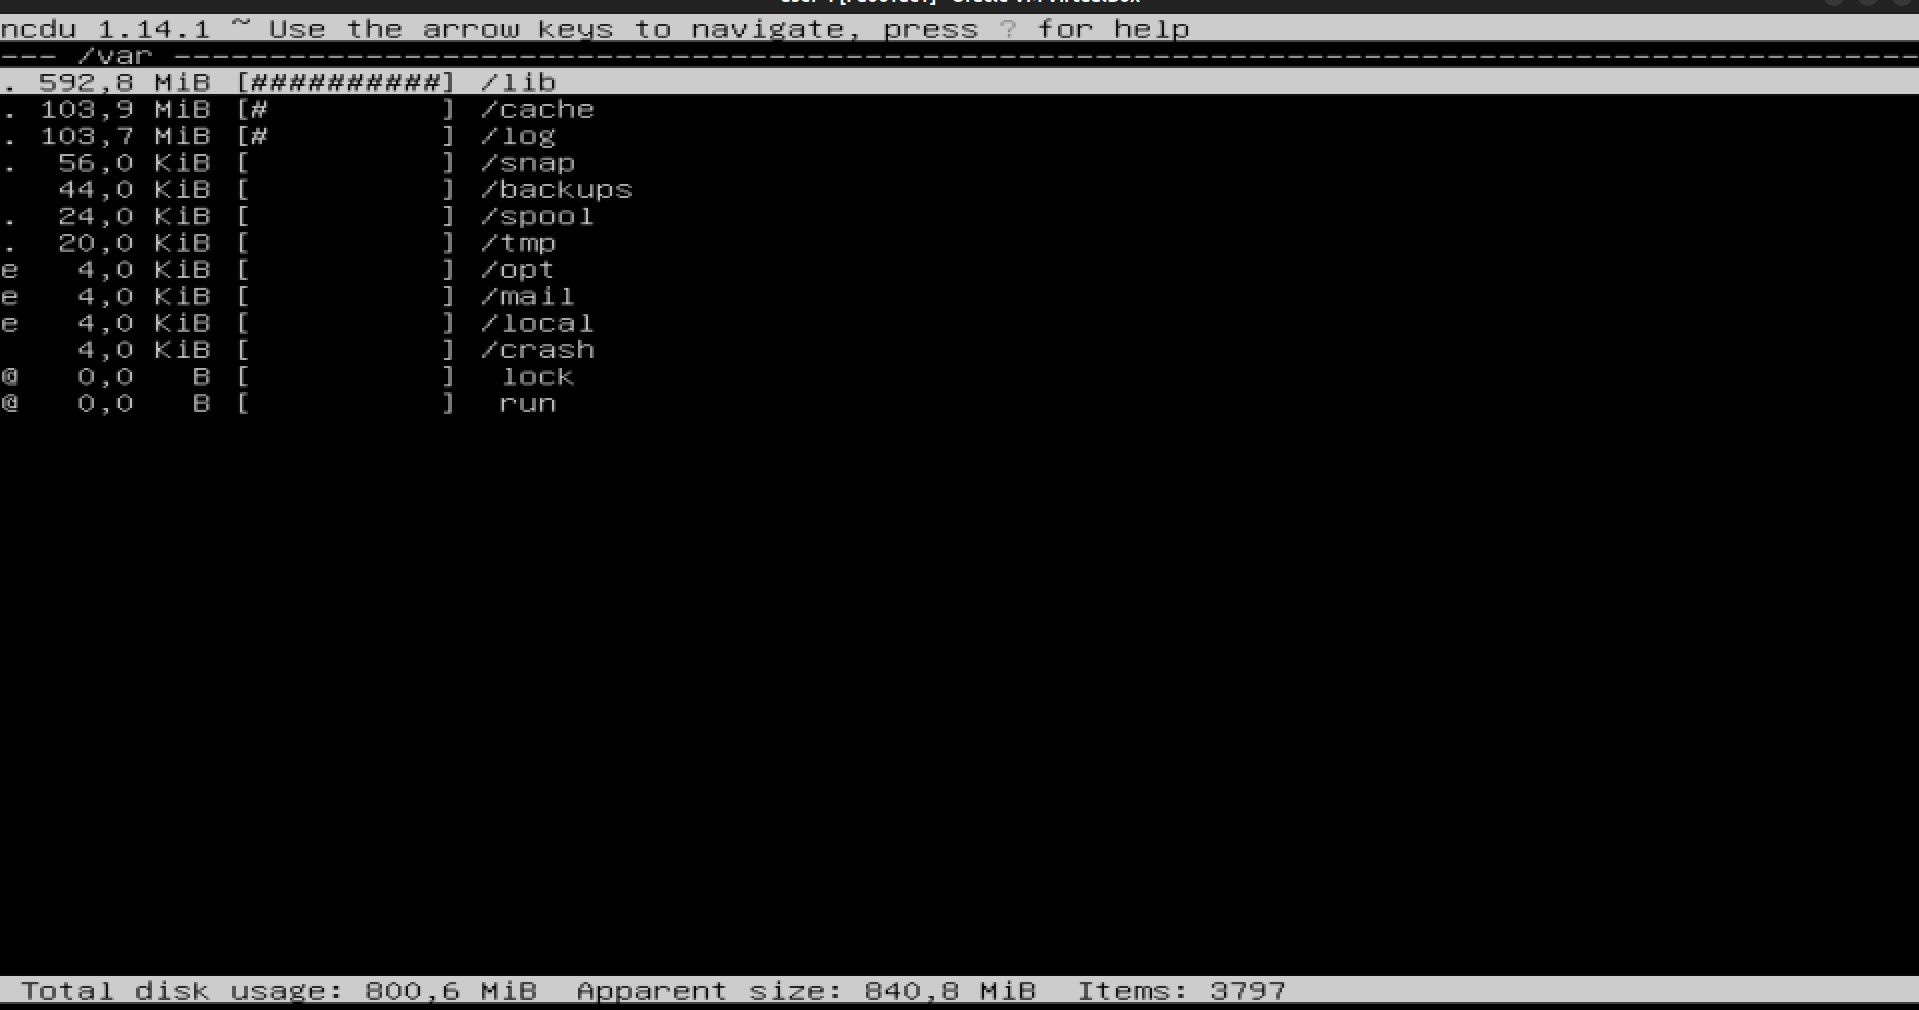 ncdu 1.14.1 ~ Use the arrow keys to navigate, press ? for help
--- /var -------------------------------------------------------------------------------------------
. 592,8 MiB [##########] /lib
. 103,9 MiB [#         ] /cache
. 103,7 MiB [#         ] /log
.  56,0 KiB [          ] /snap
   44,0 KiB [          ] /backups
.  24,0 KiB [          ] /spool
.  20,0 KiB [          ] /tmp
e   4,0 KiB [          ] /opt
e   4,0 KiB [          ] /mail
e   4,0 KiB [          ] /local
    4,0 KiB [          ] /crash
@   0,0   B [          ]  lock
@   0,0   B [          ]  run
Total disk usage: 800,6 MiB  Apparent size: 840,8 MiB  Items: 3797